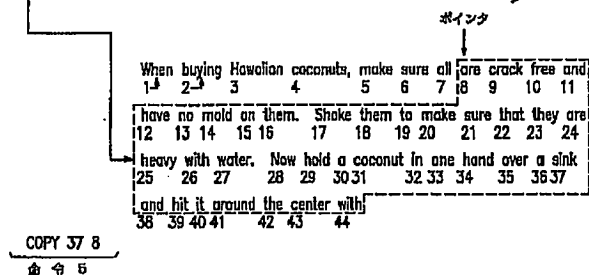 ポインタ
When buying Hawaiian coconuts, make sure all are crack free and
1 2 3 4 5 6 7 8 9 10 11
have no mold on them. Shake them to make sure that they are
12 13 14 15 16 17 18 19 20 21 22 23 24
heavy with water. Now hold a coconut in one hand over a sink
25 26 27 28 29 30 31 32 33 34 35 36 37
and hit it around the center with
38 39 40 41 42 43 44
COPY 37 8
命令5